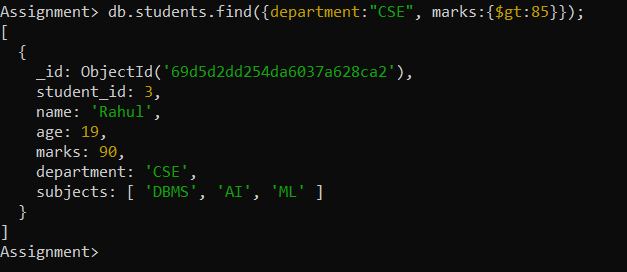 Assignment> db.students.find({department:"CSE", marks:{$gt:85}});
[
  {
    _id: ObjectId('69d5d2dd254da6037a628ca2'),
    student_id: 3,
    name: 'Rahul',
    age: 19,
    marks: 90,
    department: 'CSE',
    subjects: [ 'DBMS', 'AI', 'ML' ]
  }
]
Assignment>